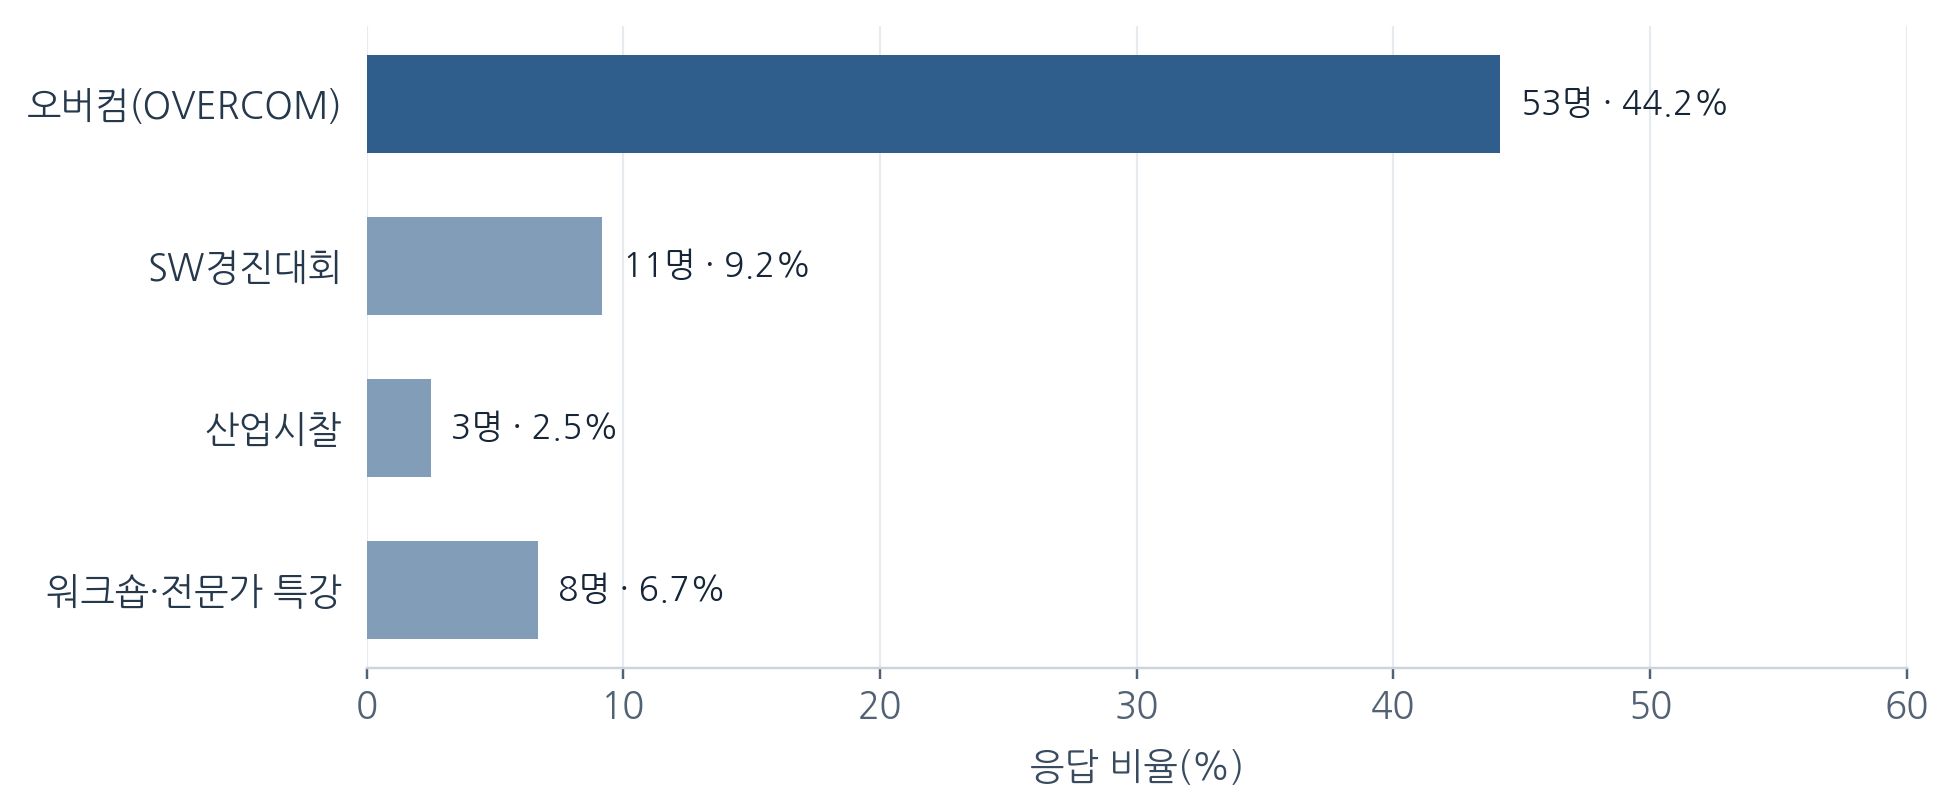 오버컴(OVERCOM) 53명 · 44.2%
SW경진대회 11명 · 9.2%
산업시찰 3명 · 2.5%
워크숍·전문가 특강 8명 · 6.7%
0 10 20 30 40 50 60
응답 비율(%)